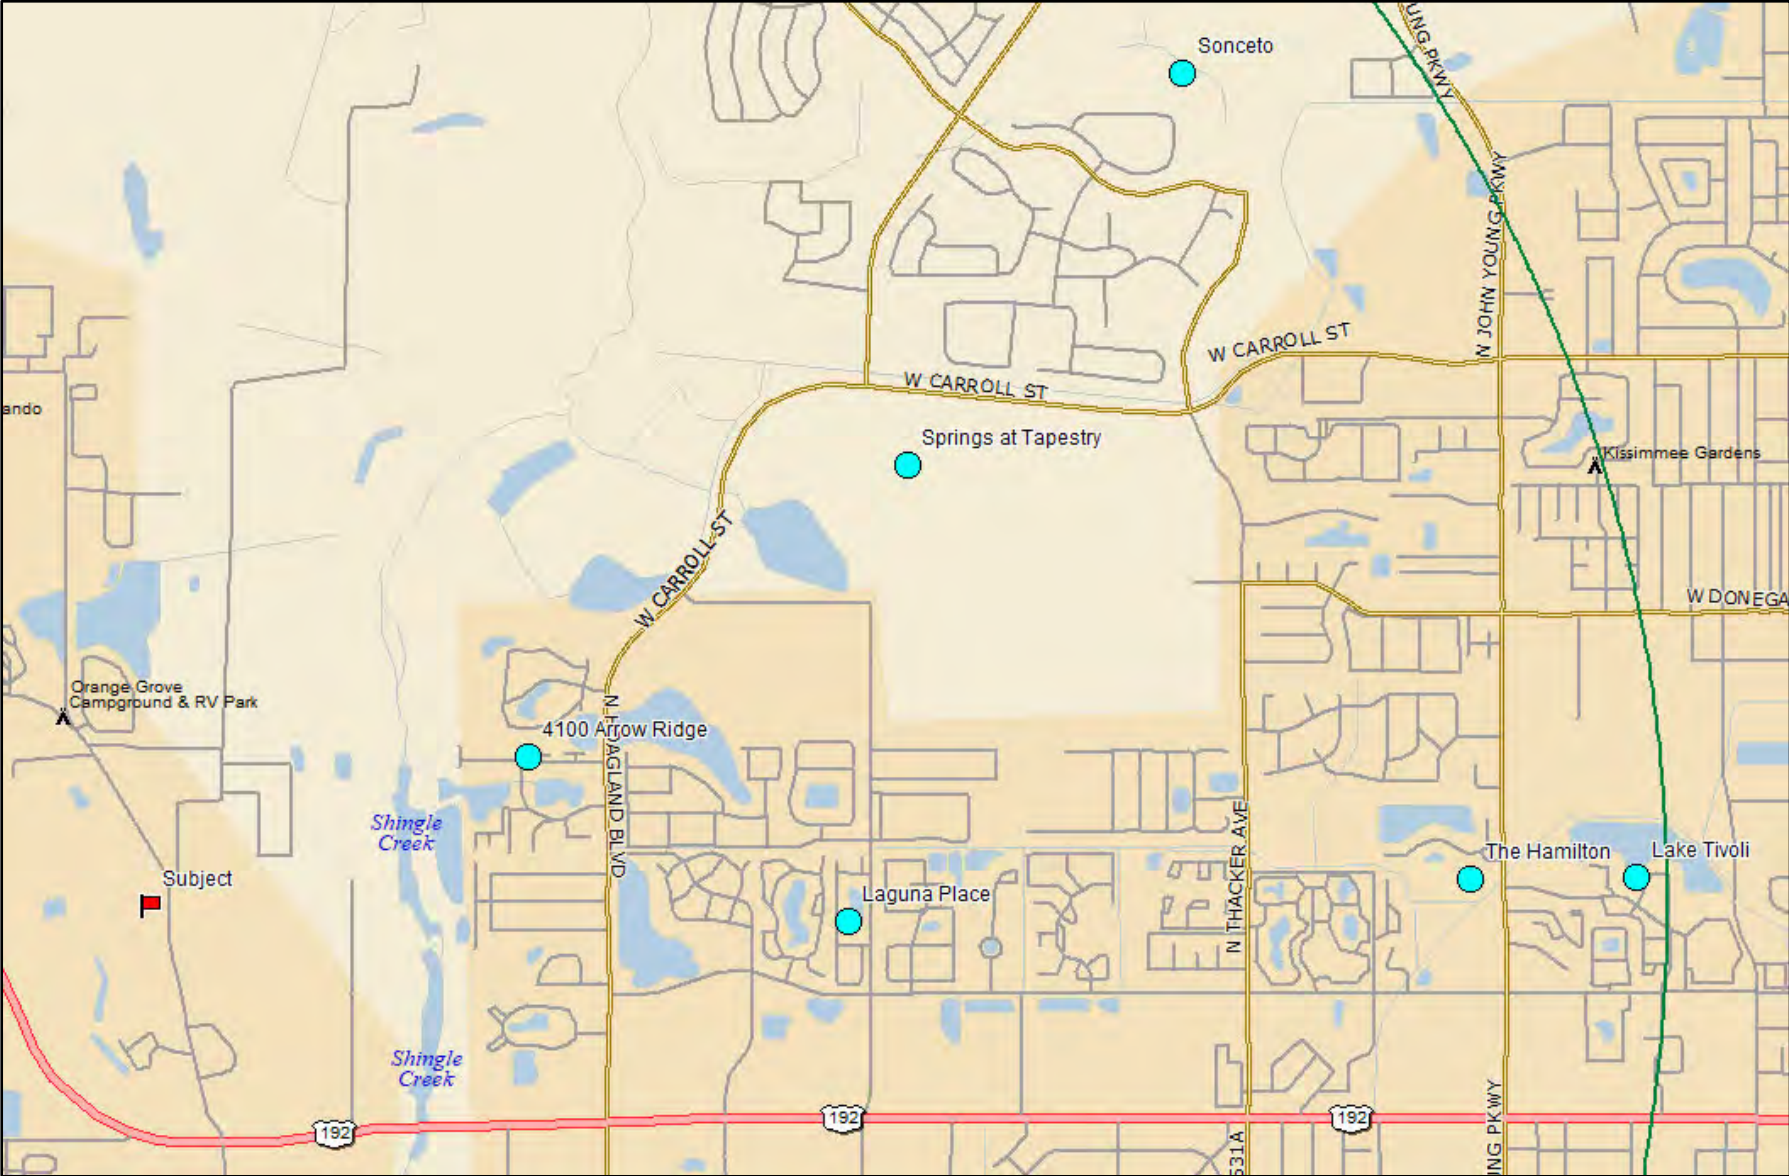 Sonceto
UNG PKWY
N JOHN YOUNG PKWY
W CARROLL ST
W CARROLL ST
ando
Springs at Tapestry
Kissimmee Gardens
W CARROLL ST
W DONEGA
Orange Grove
Campground & RV Park
4100 Arrow Ridge
N HOAGLAND BLVD
Shingle
Creek
N THACKER AVE
The Hamilton
Lake Tivoli
Subject
Laguna Place
Shingle
Creek
192
192
192
531A
NG PKWY